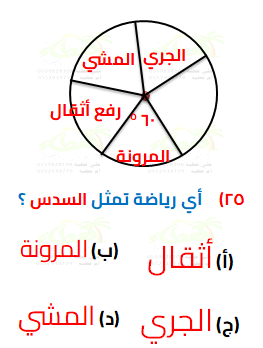 الجري
المشي
رفع أثقال
٦٠ °
المرونة
٢٥) أي رياضة تمثل السدس ؟
(أ) أثقال (ب) المرونة
(ج) الجري (د) المشي